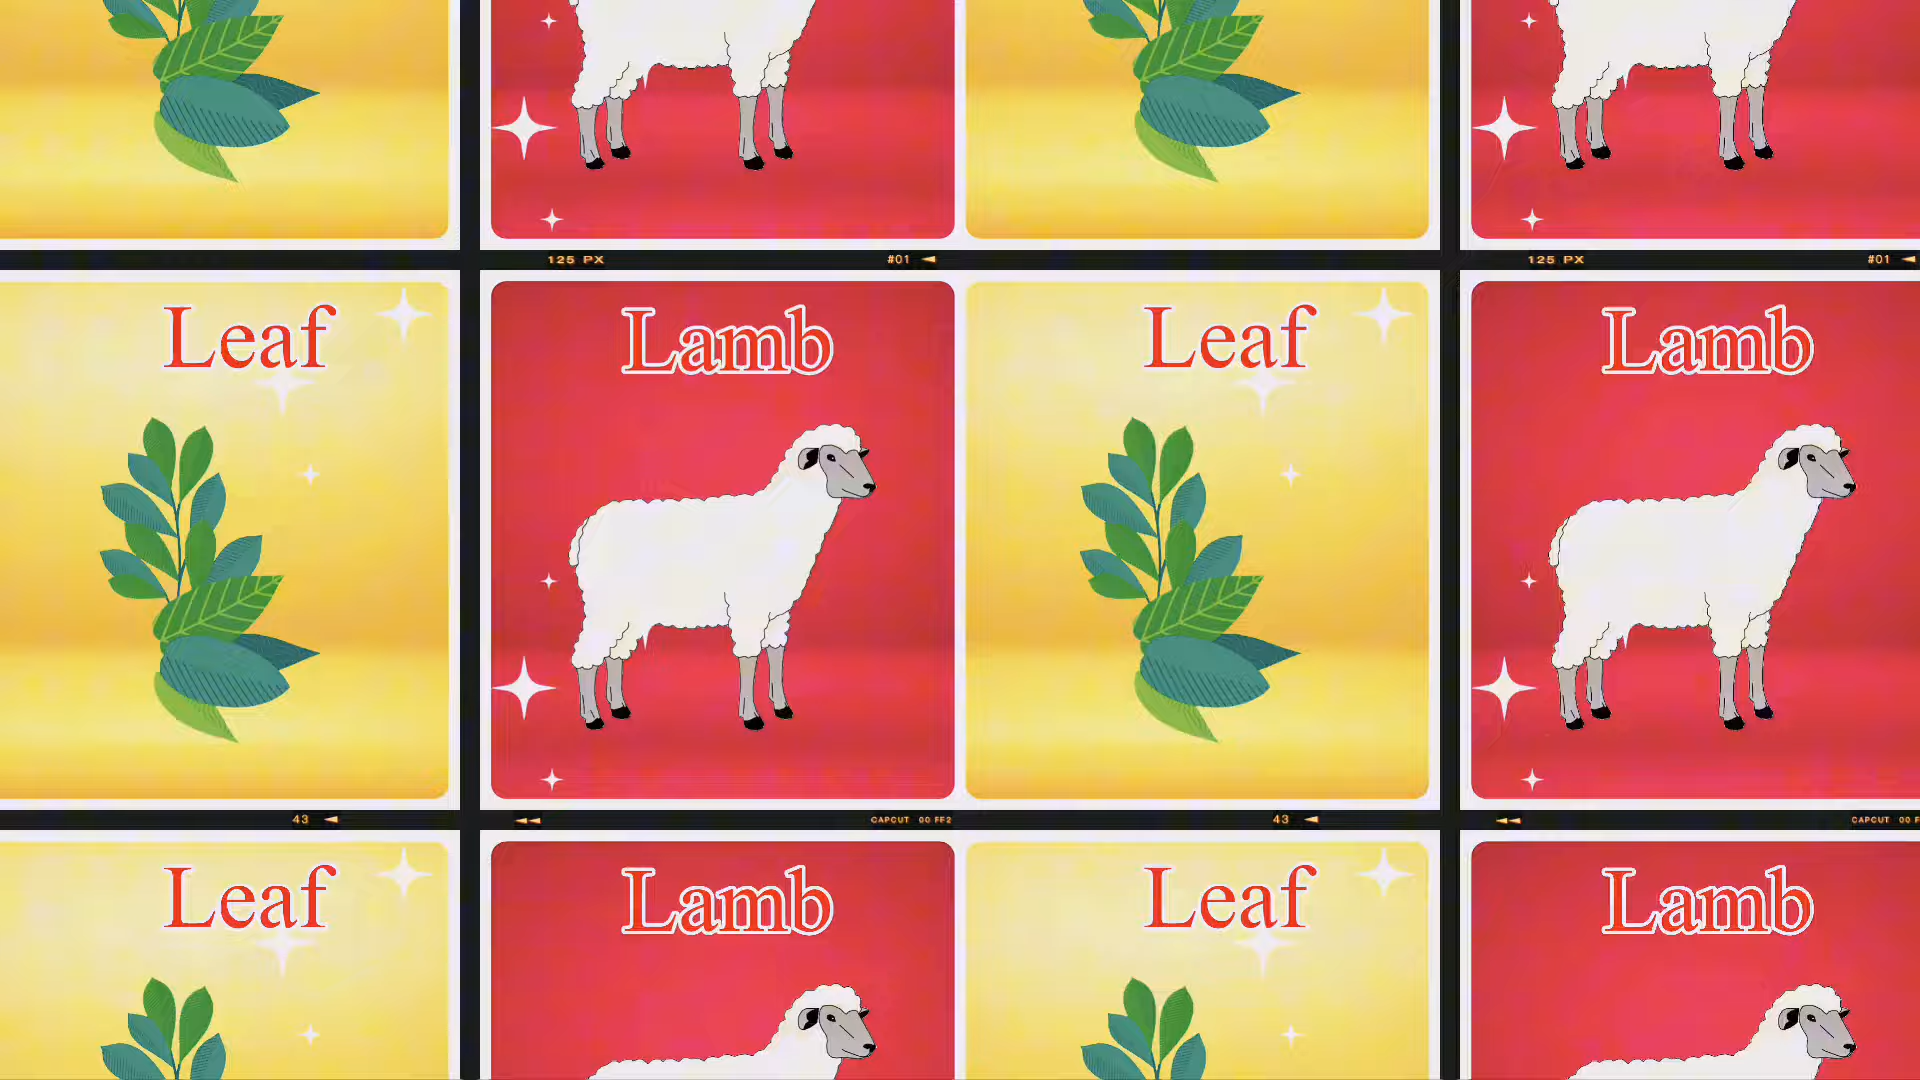 125 PX #01 125 PX #01
Leaf Lamb Leaf Lamb
43 CAPCUT 00 FF2 43 CAPCUT 00 F
Leaf Lamb Leaf Lamb